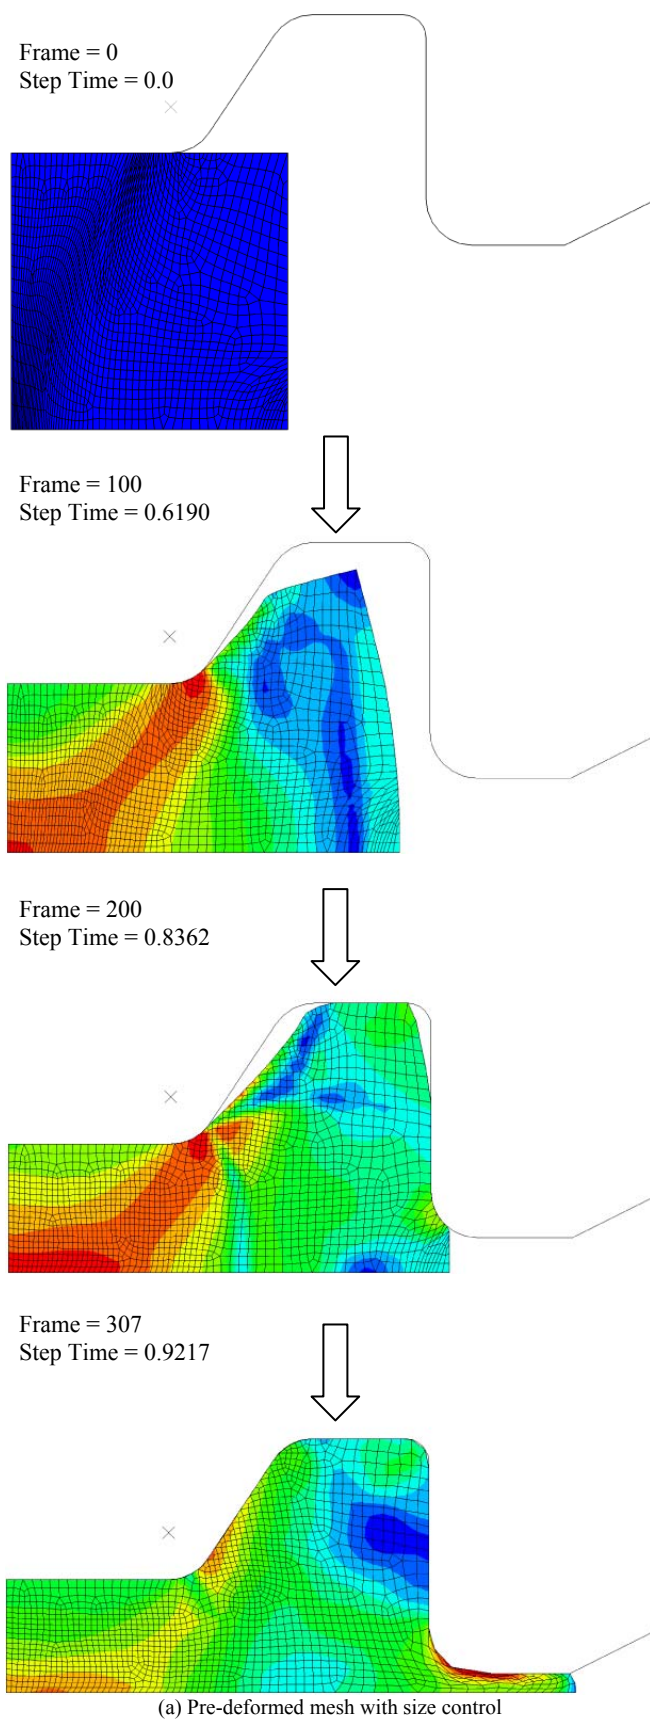 Frame = 0
Step Time = 0.0
Frame = 100
Step Time = 0.6190
Frame = 200
Step Time = 0.8362
Frame = 307
Step Time = 0.9217
(a) Pre-deformed mesh with size control